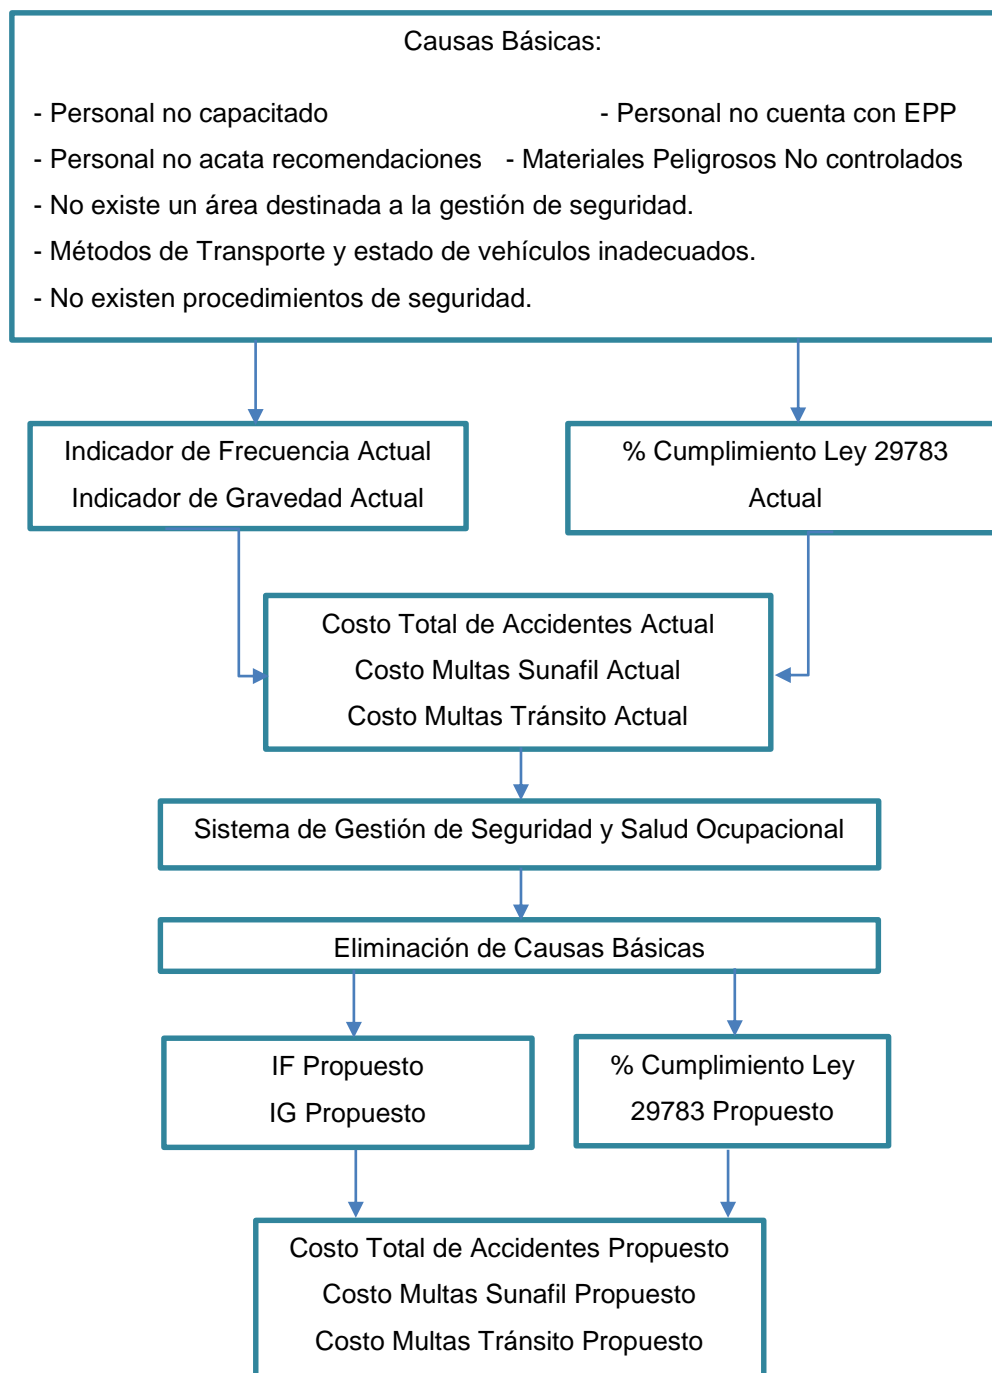 Causas Básicas:
- Personal no capacitado - Personal no cuenta con EPP
- Personal no acata recomendaciones - Materiales Peligrosos No controlados
- No existe un área destinada a la gestión de seguridad.
- Métodos de Transporte y estado de vehículos inadecuados.
- No existen procedimientos de seguridad.
Indicador de Frecuencia Actual
Indicador de Gravedad Actual
% Cumplimiento Ley 29783
Actual
Costo Total de Accidentes Actual
Costo Multas Sunafil Actual
Costo Multas Tránsito Actual
Sistema de Gestión de Seguridad y Salud Ocupacional
Eliminación de Causas Básicas
IF Propuesto
IG Propuesto
% Cumplimiento Ley
29783 Propuesto
Costo Total de Accidentes Propuesto
Costo Multas Sunafil Propuesto
Costo Multas Tránsito Propuesto